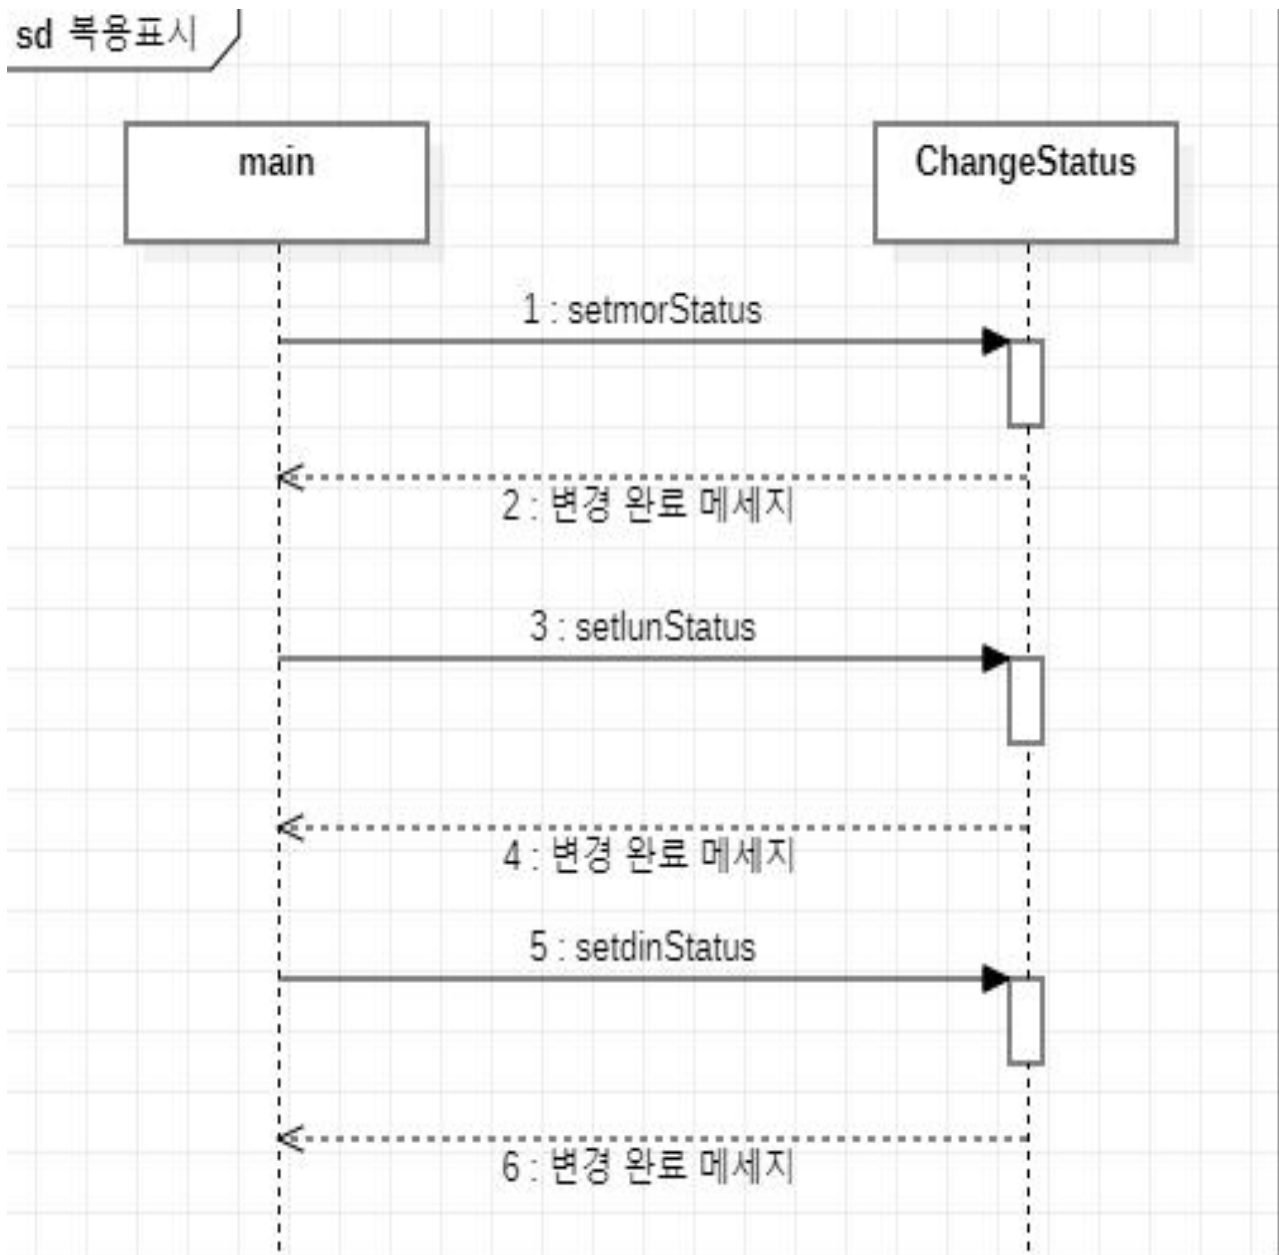 sd 복용표시
main
ChangeStatus
1 : setmorStatus
2 : 변경 완료 메세지
3 : setlunStatus
4 : 변경 완료 메세지
5 : setdinStatus
6 : 변경 완료 메세지